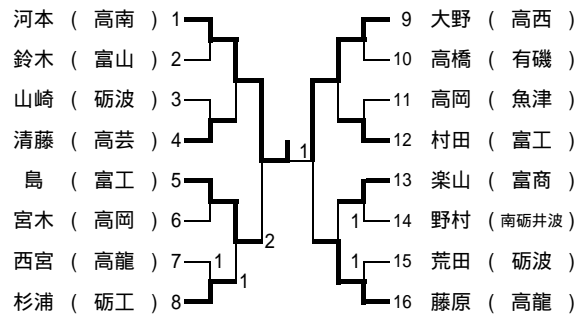 河本 ( 高南 ) 1
鈴木 ( 富山 ) 2
山崎 ( 砺波 ) 3
清藤 ( 高芸 ) 4
島 ( 富工 ) 5
宮木 ( 高岡 ) 6
西宮 ( 高龍 ) 7
杉浦 ( 砺工 ) 8
1
1
2
1
9 大野 ( 高西 )
10 高橋 ( 有磯 )
11 高岡 ( 魚津 )
12 村田 ( 富工 )
13 楽山 ( 富商 )
1
14 野村 ( 南砺井波 )
1
15 荒田 ( 砺波 )
16 藤原 ( 高龍 )